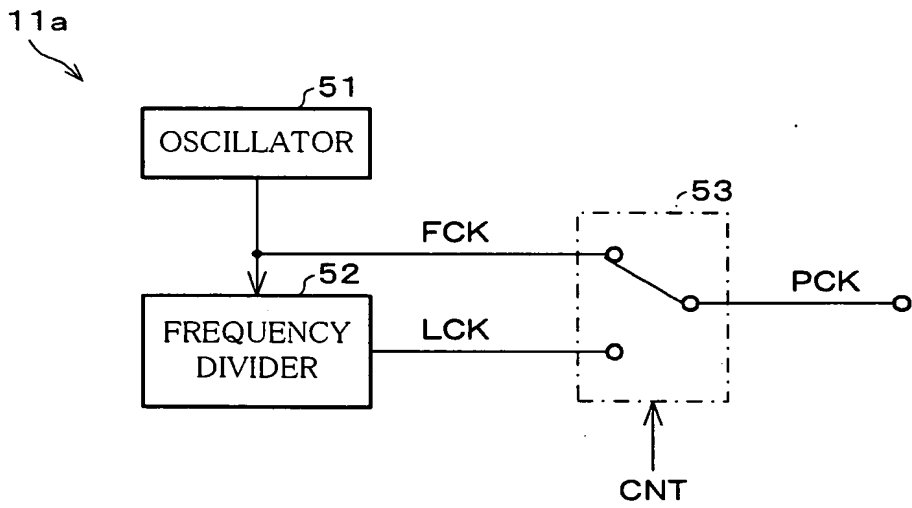 11a
51
OSCILLATOR
53
FCK
52
PCK
FREQUENCY
DIVIDER
LCK
CNT